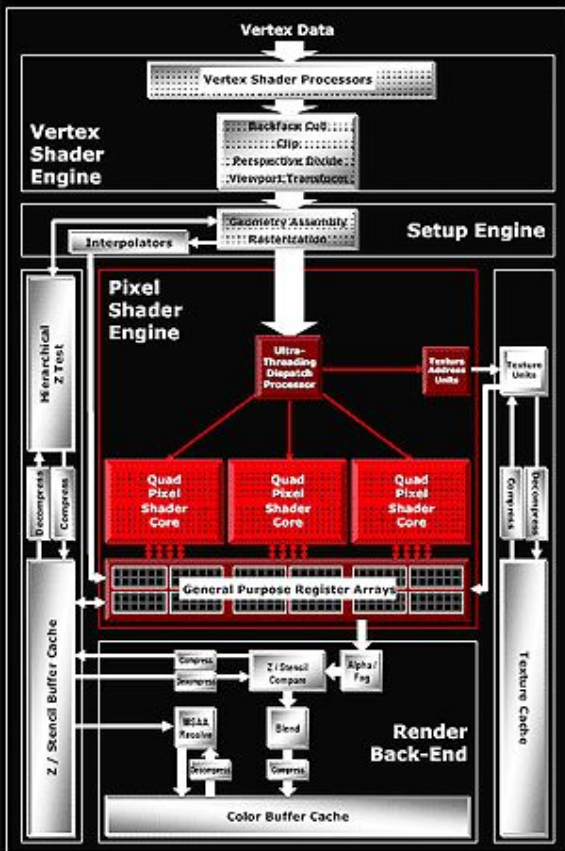 Vertex Data
Vertex Shader Processors
Vertex
Shader
Engine
Backface Cull
Clip
Perspective Divide
Viewport Transform
Geometry Assembly
Rasterization
Setup Engine
Interpolators
Pixel
Shader
Engine
Hierarchical
Z Test
Ultra-
Threading
Dispatch
Processor
Texture
Address
Units
Texture
Units
Quad
Pixel
Shader
Core
Quad
Pixel
Shader
Core
Quad
Pixel
Shader
Core
Decompress
Compress
Compress
Decompress
General Purpose Register Arrays
Z / Stencil Buffer Cache
Compress
Decompress
Z / Stencil
Compare
Alpha /
Fog
MSAA
Resolve
Blend
Render
Back-End
Decompress
Compress
Texture Cache
Color Buffer Cache